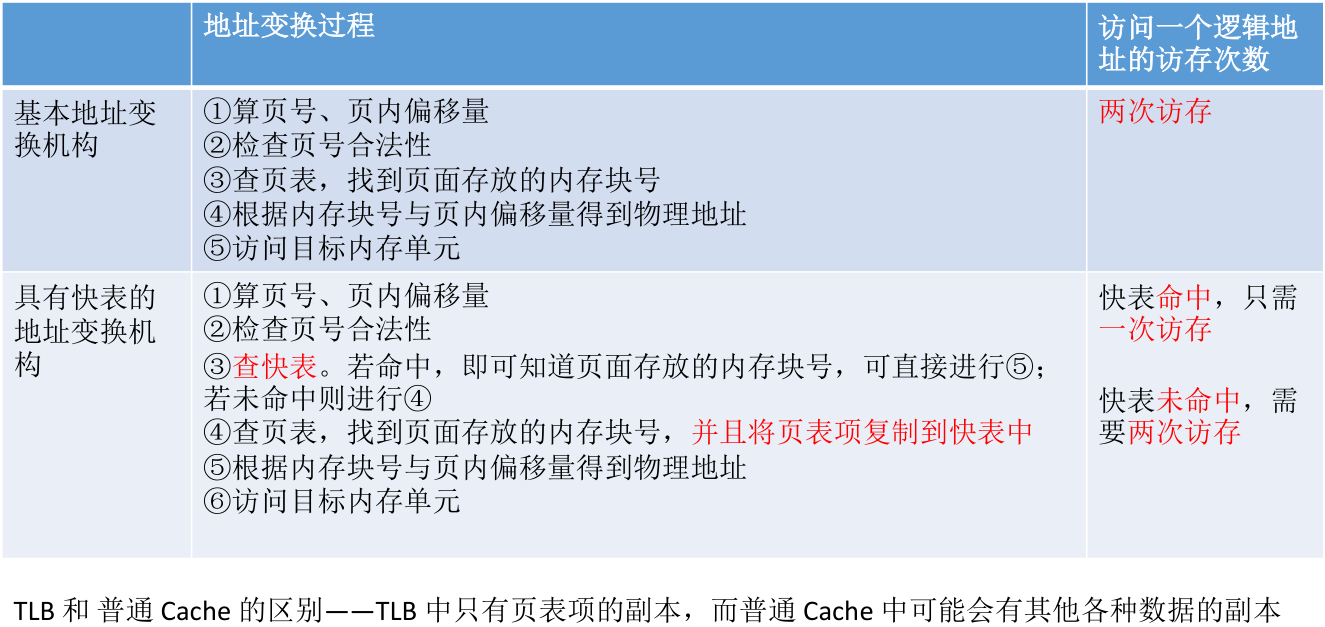 地址变换过程
访问一个逻辑地
址的访存次数
基本地址变
换机构
①算页号、页内偏移量
②检查页号合法性
③查页表，找到页面存放的内存块号
④根据内存块号与页内偏移量得到物理地址
⑤访问目标内存单元
两次访存
具有快表的
地址变换机
构
①算页号、页内偏移量
②检查页号合法性
③查快表。若命中，即可知道页面存放的内存块号，可直接进行⑤；
若未命中则进行④
④查页表，找到页面存放的内存块号，并且将页表项复制到快表中
⑤根据内存块号与页内偏移量得到物理地址
⑥访问目标内存单元
快表命中，只需
一次访存
快表未命中，需
要两次访存
TLB 和 普通 Cache 的区别——TLB 中只有页表项的副本，而普通 Cache 中可能会有其他各种数据的副本